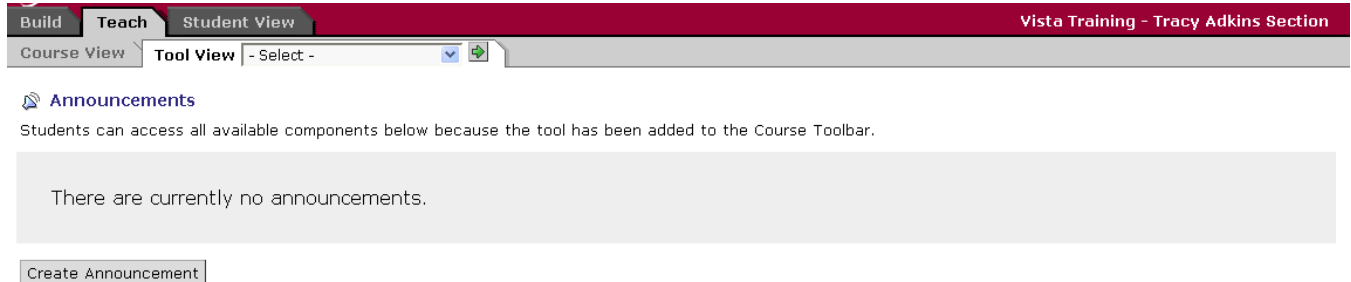 Build Teach Student View Vista Training - Tracy Adkins Section
Course View Tool View - Select -
Announcements
Students can access all available components below because the tool has been added to the Course Toolbar.
There are currently no announcements.
Create Announcement